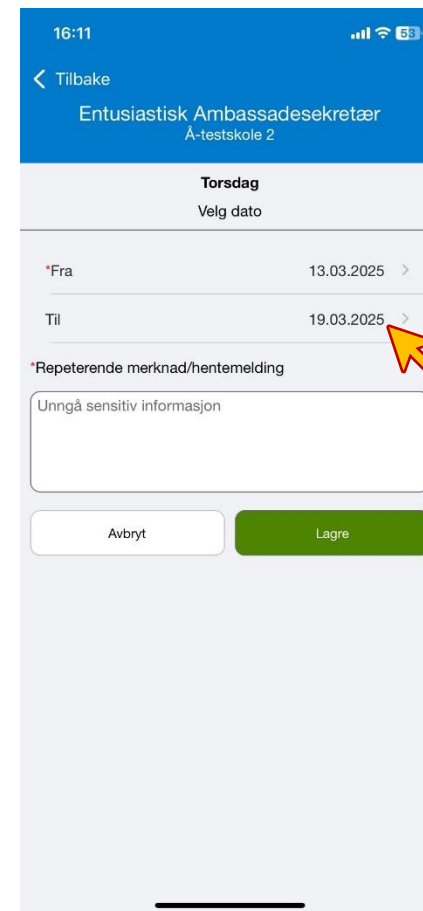 16:11 53
Tilbake
Entusiastisk Ambassadesekretær
Å-testskole 2
Torsdag
Velg dato
*Fra 13.03.2025
Til 19.03.2025
*Repeterende merknad/hentemelding
Unngå sensitiv informasjon
Avbryt Lagre